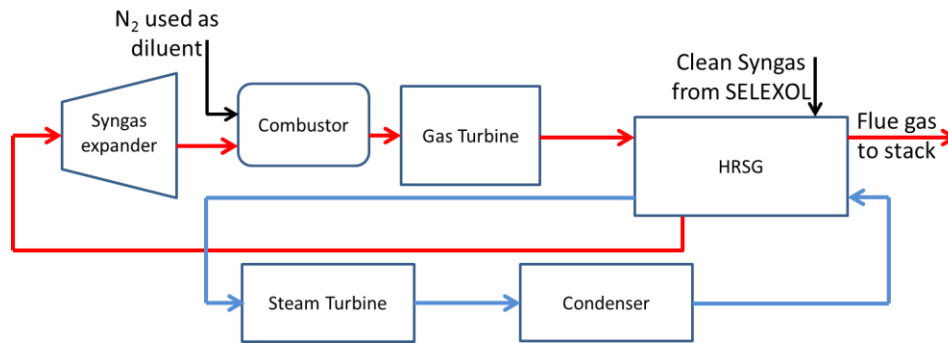 N₂ used as
diluent
Clean Syngas
from SELEXOL
Syngas
expander
Combustor
Gas Turbine
HRSG
Flue gas
to stack
Steam Turbine
Condenser